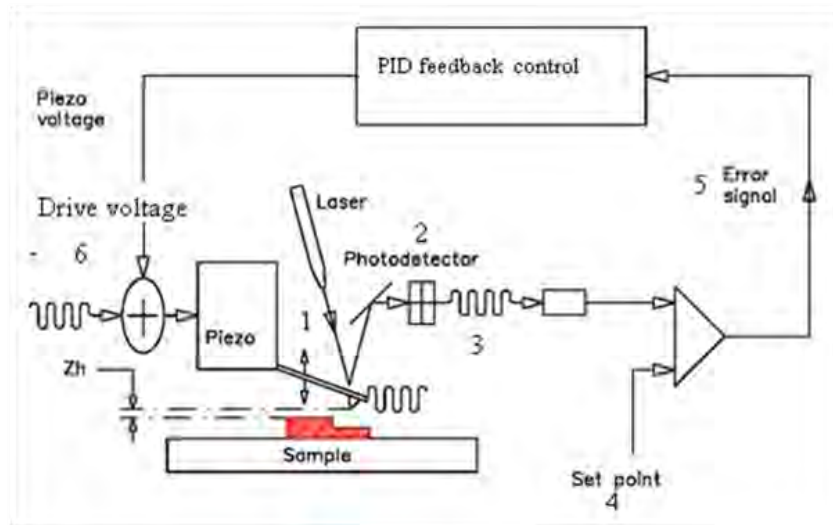 PID feedback control
Piezo
voltage
Laser
5 Error
signal
Drive voltage
2
6
Photodetector
1
Piezo
3
Zh
Sample
Set point
4